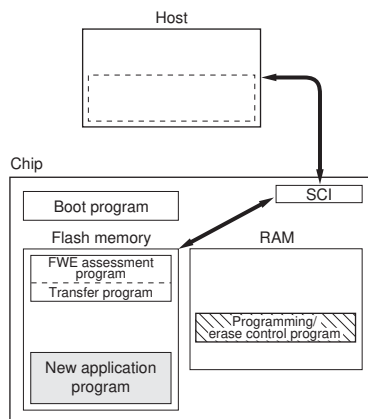 Host
Chip
SCI
Boot program
Flash memory
RAM
FWE assessment
program
Transfer program
Programming/
erase control program
New application
program